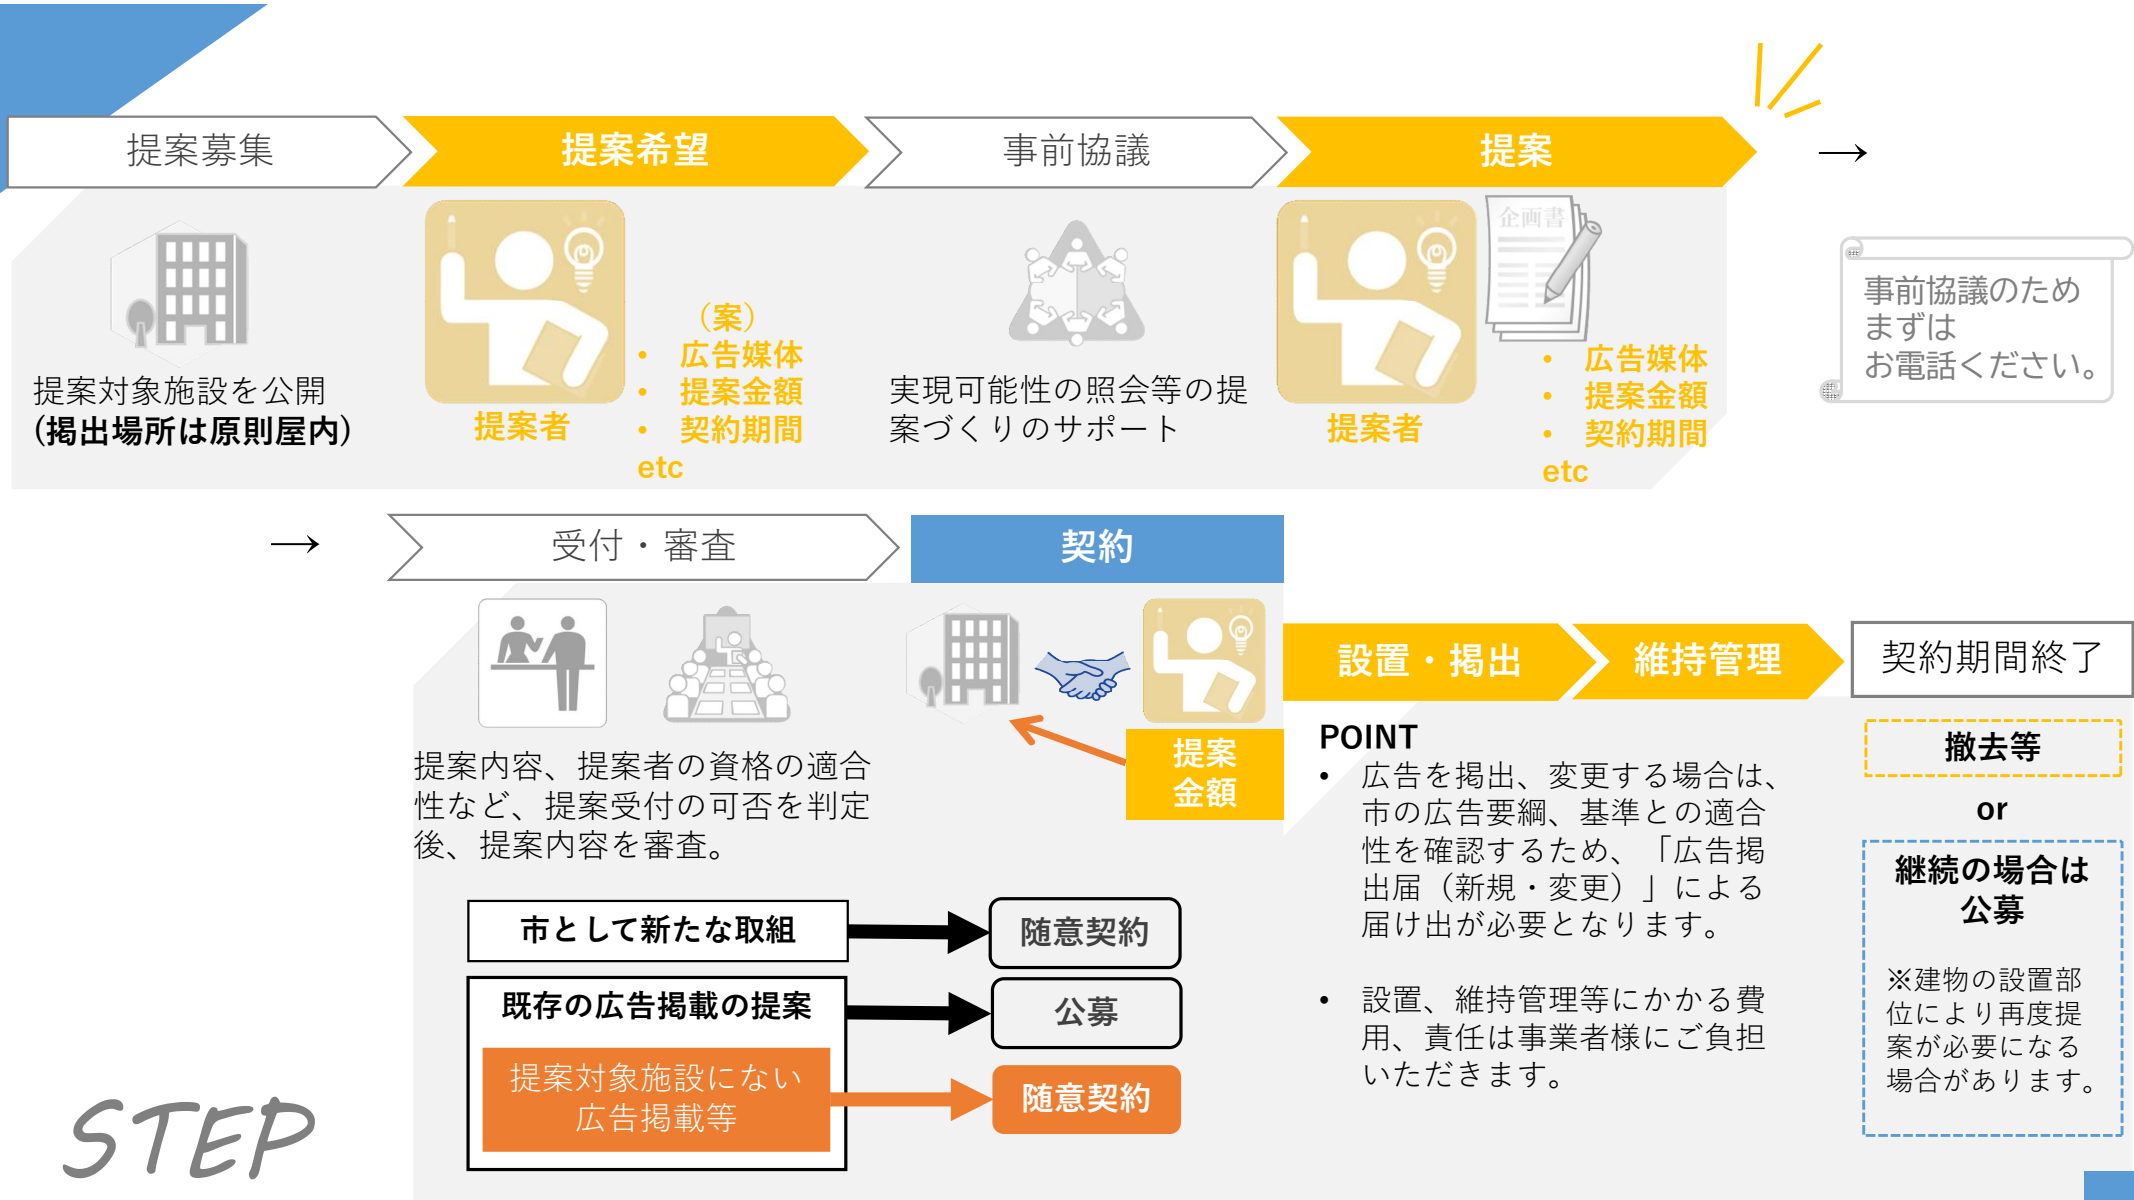 提案募集
提案希望
事前協議
提案
→
提案対象施設を公開
(掲出場所は原則屋内)
提案者
（案）
• 広告媒体
• 提案金額
• 契約期間
etc
実現可能性の照会等の提
案づくりのサポート
企画書
提案者
• 広告媒体
• 提案金額
• 契約期間
etc
事前協議のため
まずは
お電話ください。
→
受付・審査
契約
提案内容、提案者の資格の適合
性など、提案受付の可否を判定
後、提案内容を審査。
提案
金額
市として新たな取組
随意契約
既存の広告掲載の提案
公募
提案対象施設にない
広告掲載等
随意契約
設置・掲出
維持管理
契約期間終了
POINT
• 広告を掲出、変更する場合は、
市の広告要綱、基準との適合
性を確認するため、「広告掲
出届（新規・変更）」による
届け出が必要となります。
• 設置、維持管理等にかかる費
用、責任は事業者様にご負担
いただきます。
撤去等
or
継続の場合は
公募
※建物の設置部
位により再度提
案が必要になる
場合があります。
STEP